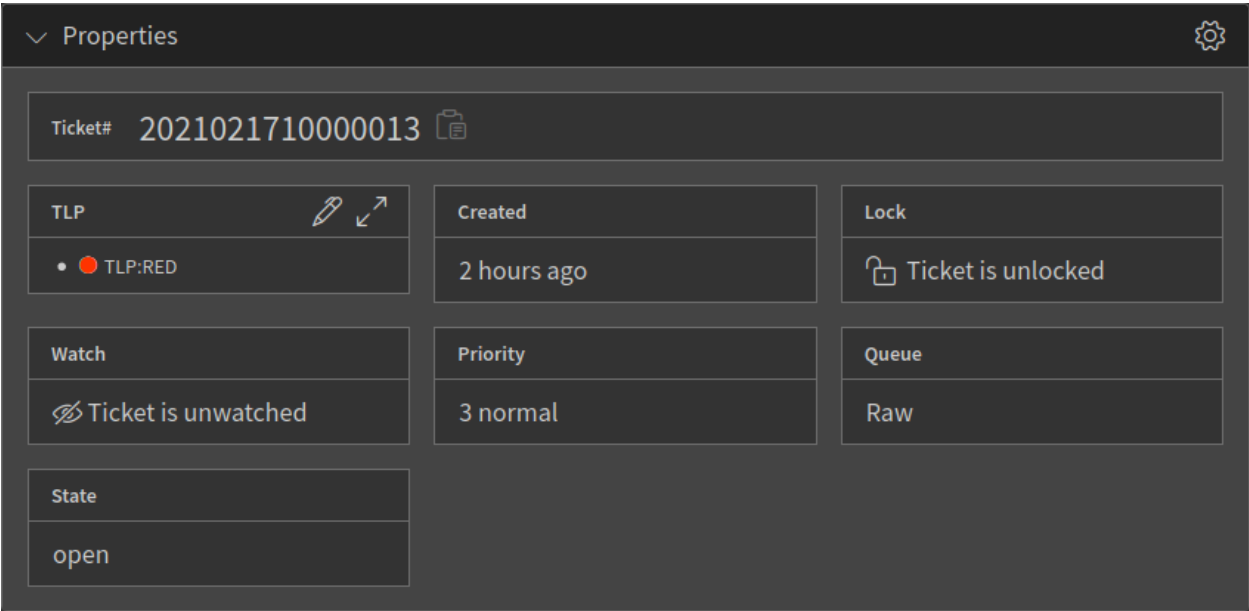 Properties
Ticket# 2021021710000013
TLP
• TLP:RED
Created
2 hours ago
Lock
Ticket is unlocked
Watch
Ticket is unwatched
Priority
3 normal
Queue
Raw
State
open